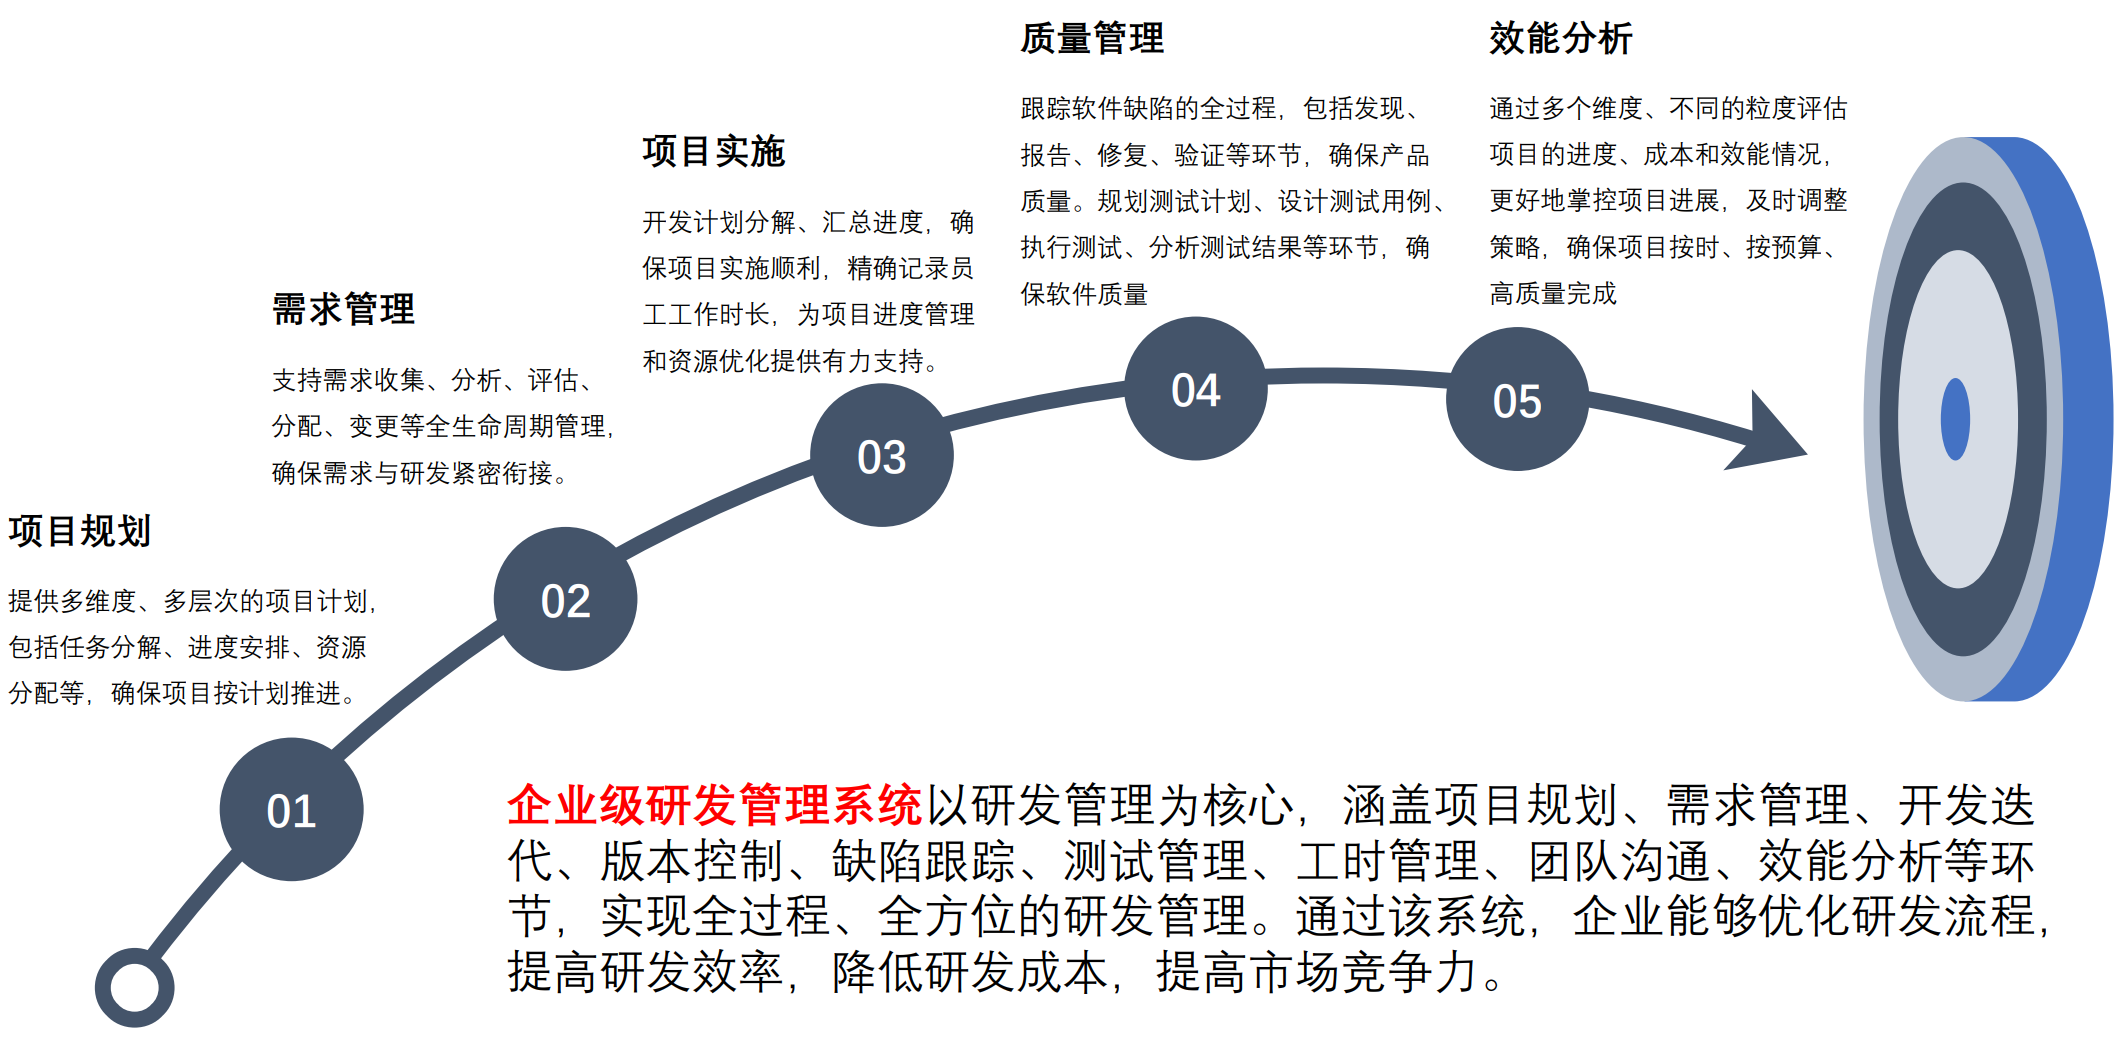 项目规划
提供多维度、多层次的项目计划，
包括任务分解、进度安排、资源
分配等，确保项目按计划推进。
01
需求管理
支持需求收集、分析、评估、
分配、变更等全生命周期管理，
确保需求与研发紧密衔接。
02
项目实施
开发计划分解、汇总进度，确
保项目实施顺利，精确记录员
工工作时长，为项目进度管理
和资源优化提供有力支持。
03
质量管理
跟踪软件缺陷的全过程，包括发现、
报告、修复、验证等环节，确保产品
质量。规划测试计划、设计测试用例、
执行测试、分析测试结果等环节，确
保软件质量
04
效能分析
通过多个维度、不同的粒度评估
项目的进度、成本和效能情况，
更好地掌控项目进展，及时调整
策略，确保项目按时、按预算、
高质量完成
05
企业级研发管理系统以研发管理为核心，涵盖项目规划、需求管理、开发迭
代、版本控制、缺陷跟踪、测试管理、工时管理、团队沟通、效能分析等环
节，实现全过程、全方位的研发管理。通过该系统，企业能够优化研发流程，
提高研发效率，降低研发成本，提高市场竞争力。